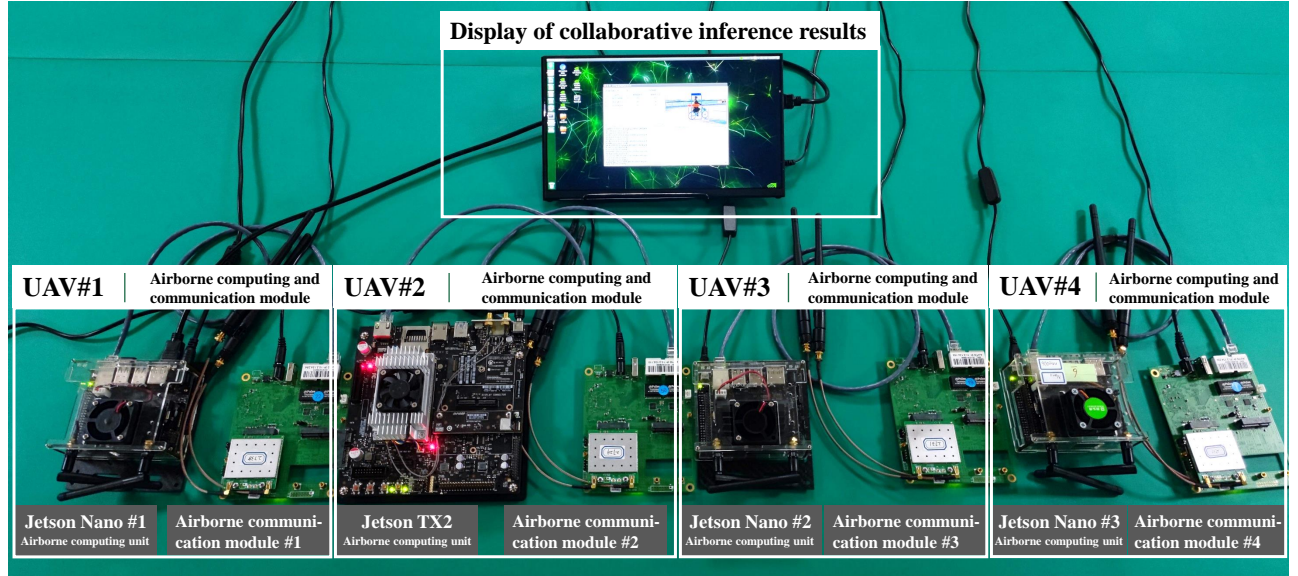 Display of collaborative inference results
UAV#1
Airborne computing and
communication module
UAV#2
Airborne computing and
communication module
UAV#3
Airborne computing and
communication module
UAV#4
Airborne computing and
communication module
Jetson Nano #1
Airborne computing unit
Airborne communi-
cation module #1
Jetson TX2
Airborne computing unit
Airborne communi-
cation module #2
Jetson Nano #2
Airborne computing unit
Airborne communi-
cation module #3
Jetson Nano #3
Airborne computing unit
Airborne communi-
cation module #4